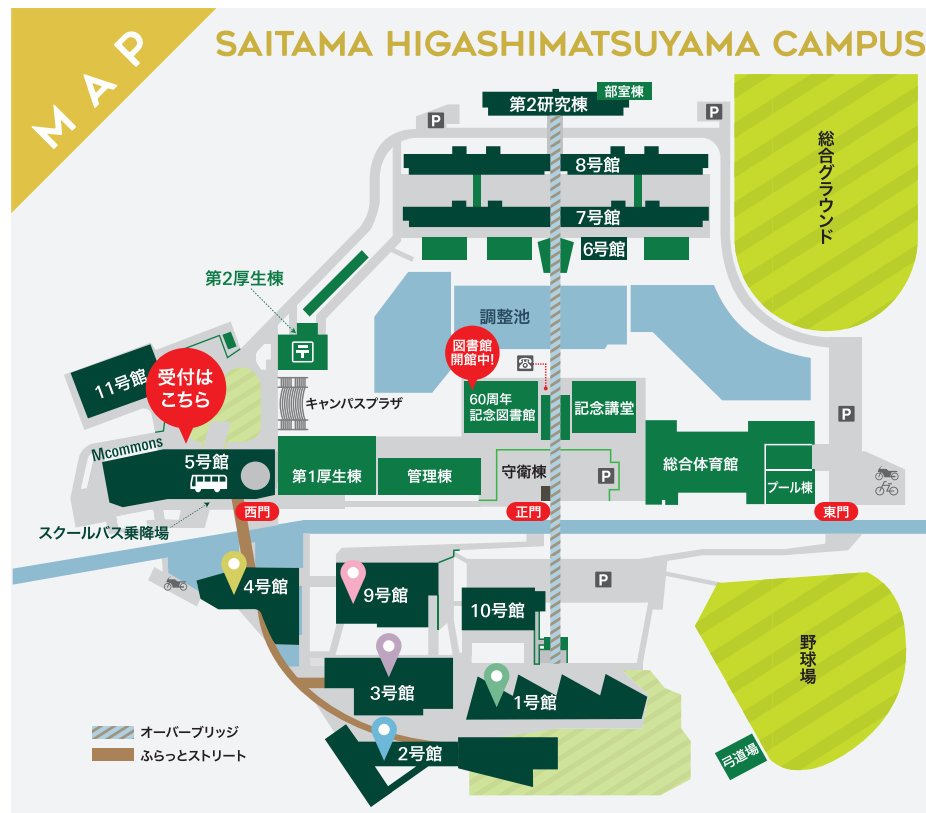 MAP
SAITAMA HIGASHIMATSUYAMA CAMPUS
部室棟
第2研究棟
P
P
8号館
総合グラウンド
7号館
6号館
第2厚生棟
調整池
図書館
開館中!
〒
11号館
受付は
こちら
キャンパスプラザ
60周年
記念図書館
記念講堂
P
Mcommons
5号館
第1厚生棟
管理棟
守衛棟
P
総合体育館
プール棟
西門
正門
東門
スクールバス乗降場
4号館
9号館
10号館
P
3号館
1号館
野球場
2号館
弓道場
オーバーブリッジ
ふらっとストリート